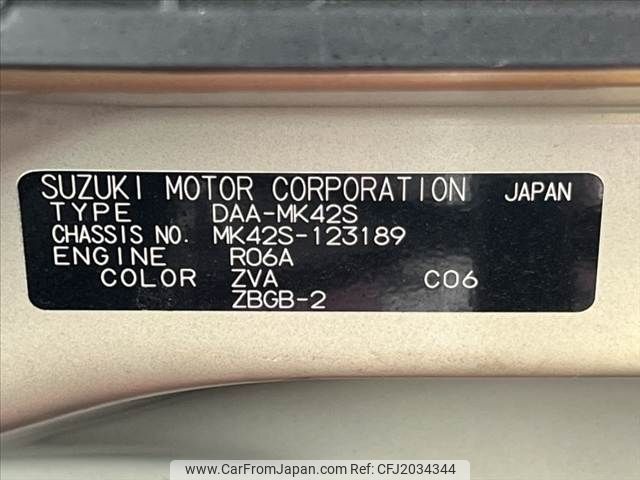 SUZUKI MOTOR CORPORATION JAPAN
TYPE DAA-MK42S
CHASSIS NO. MK42S-123189
ENGINE R06A
COLOR ZVA C06
ZBGB-2
www.CarFromJapan.com | CFJ2034344